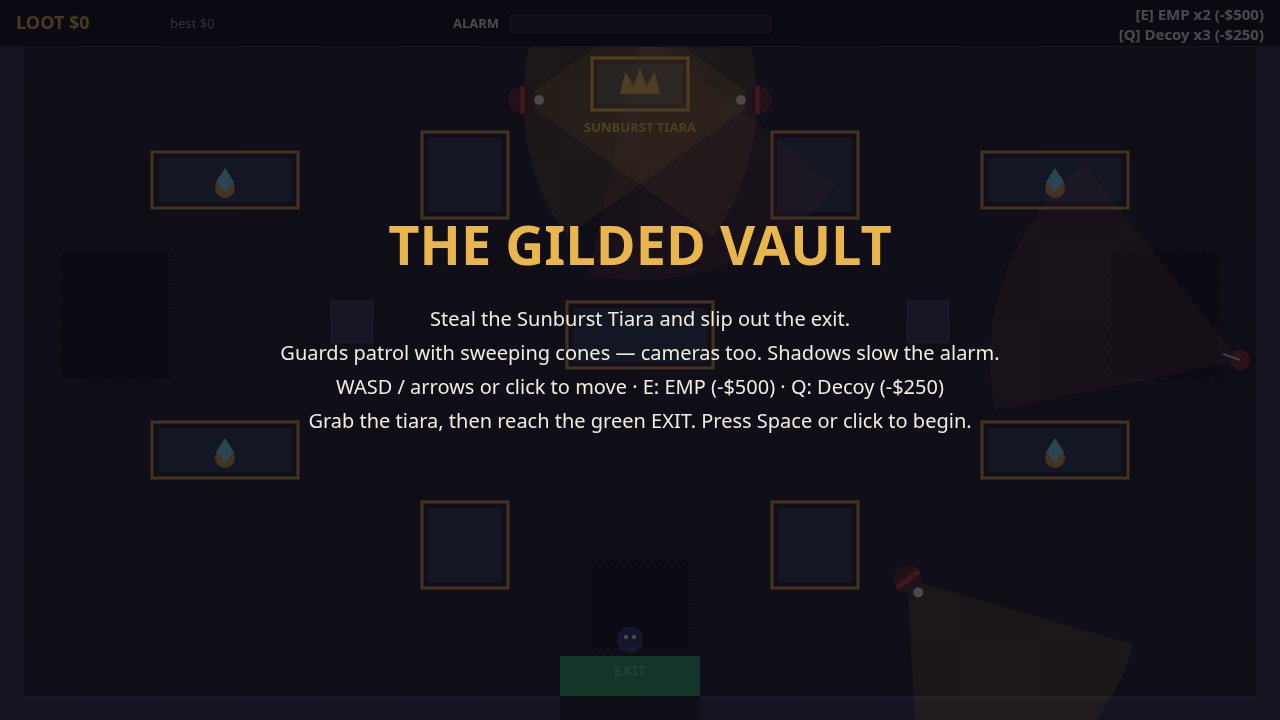 LOOT $0
best $0
ALARM
[E] EMP x2 (-$500)
[Q] Decoy x3 (-$250)
SUNBURST TIARA
THE GILDED VAULT
Steal the Sunburst Tiara and slip out the exit.
Guards patrol with sweeping cones — cameras too. Shadows slow the alarm.
WASD / arrows or click to move · E: EMP (-$500) · Q: Decoy (-$250)
Grab the tiara, then reach the green EXIT. Press Space or click to begin.
EXIT